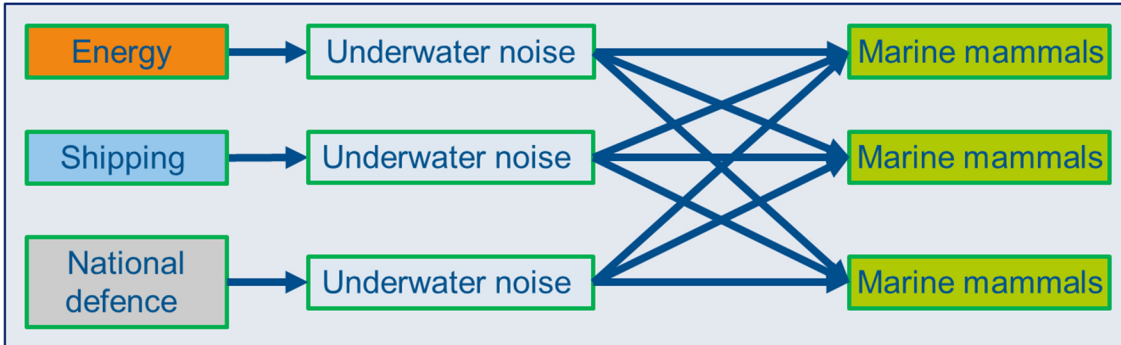 Energy
Underwater noise
Marine mammals
Shipping
Underwater noise
Marine mammals
National
defence
Underwater noise
Marine mammals